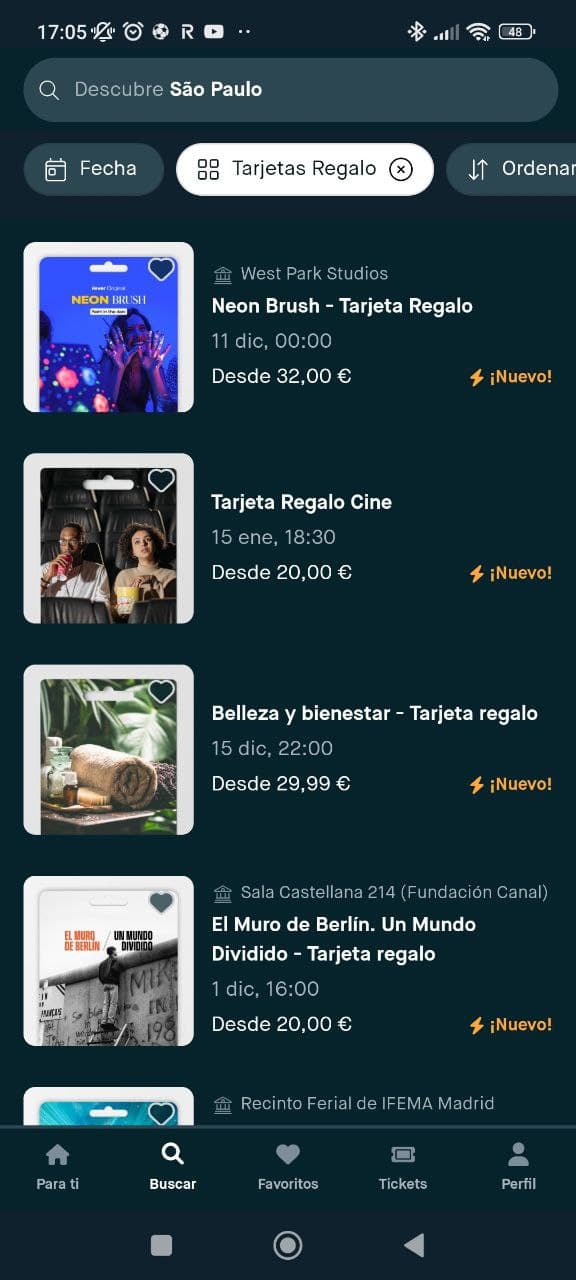 17:05
48
Descubre São Paulo
Fecha
Tarjetas Regalo
Ordenar
fever Original
NEON BRUSH
Paint in the dark
West Park Studios
Neon Brush - Tarjeta Regalo
11 dic, 00:00
Desde 32,00 €
¡Nuevo!
Tarjeta Regalo Cine
15 ene, 18:30
Desde 20,00 €
¡Nuevo!
Belleza y bienestar - Tarjeta regalo
15 dic, 22:00
Desde 29,99 €
¡Nuevo!
EL MURO UN MUNDO
DE BERLÍN DIVIDIDO
Sala Castellana 214 (Fundación Canal)
El Muro de Berlín. Un Mundo
Dividido - Tarjeta regalo
1 dic, 16:00
Desde 20,00 €
¡Nuevo!
Recinto Ferial de IFEMA Madrid
Para ti
Buscar
Favoritos
Tickets
Perfil